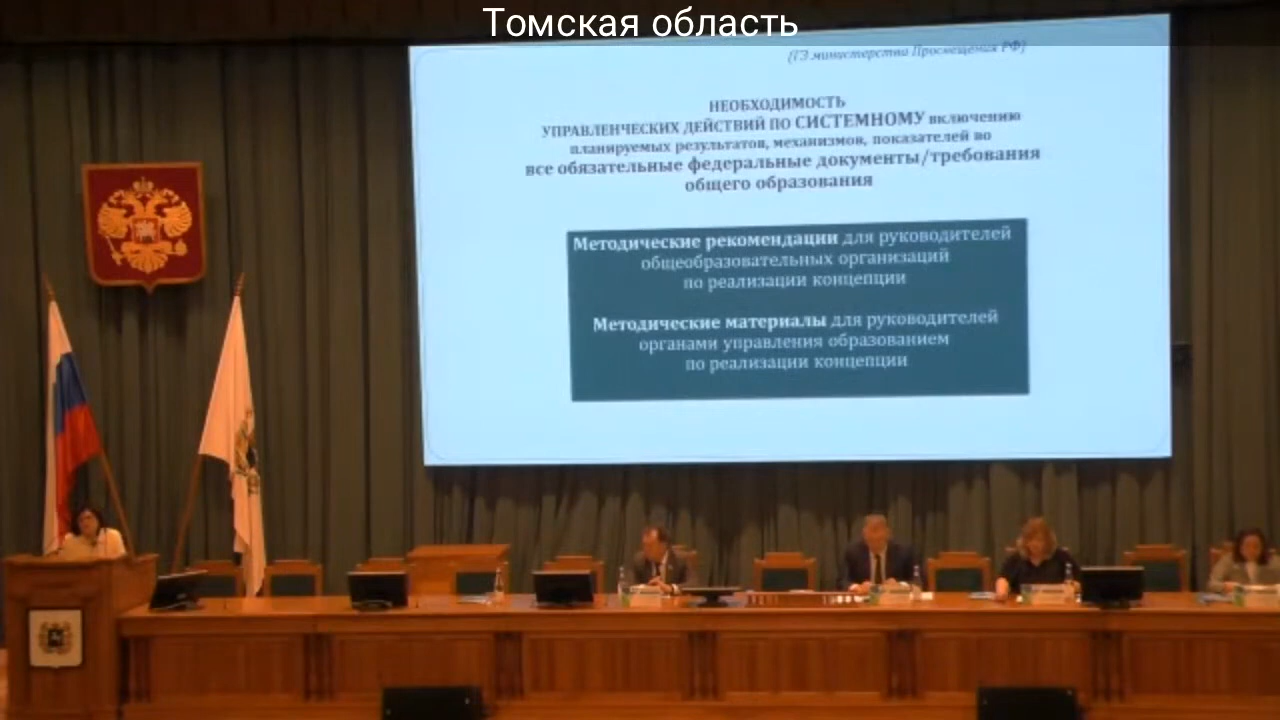 Томская область
(ГЗ министерства Просвещения РФ)
НЕОБХОДИМОСТЬ
УПРАВЛЕНЧЕСКИХ ДЕЙСТВИЙ ПО СИСТЕМНОМУ включению
планируемых результатов, механизмов, показателей во
все обязательные федеральные документы/требования
общего образования
Методические рекомендации для руководителей
общеобразовательных организаций
по реализации концепции
Методические материалы для руководителей
органами управления образованием
по реализации концепции